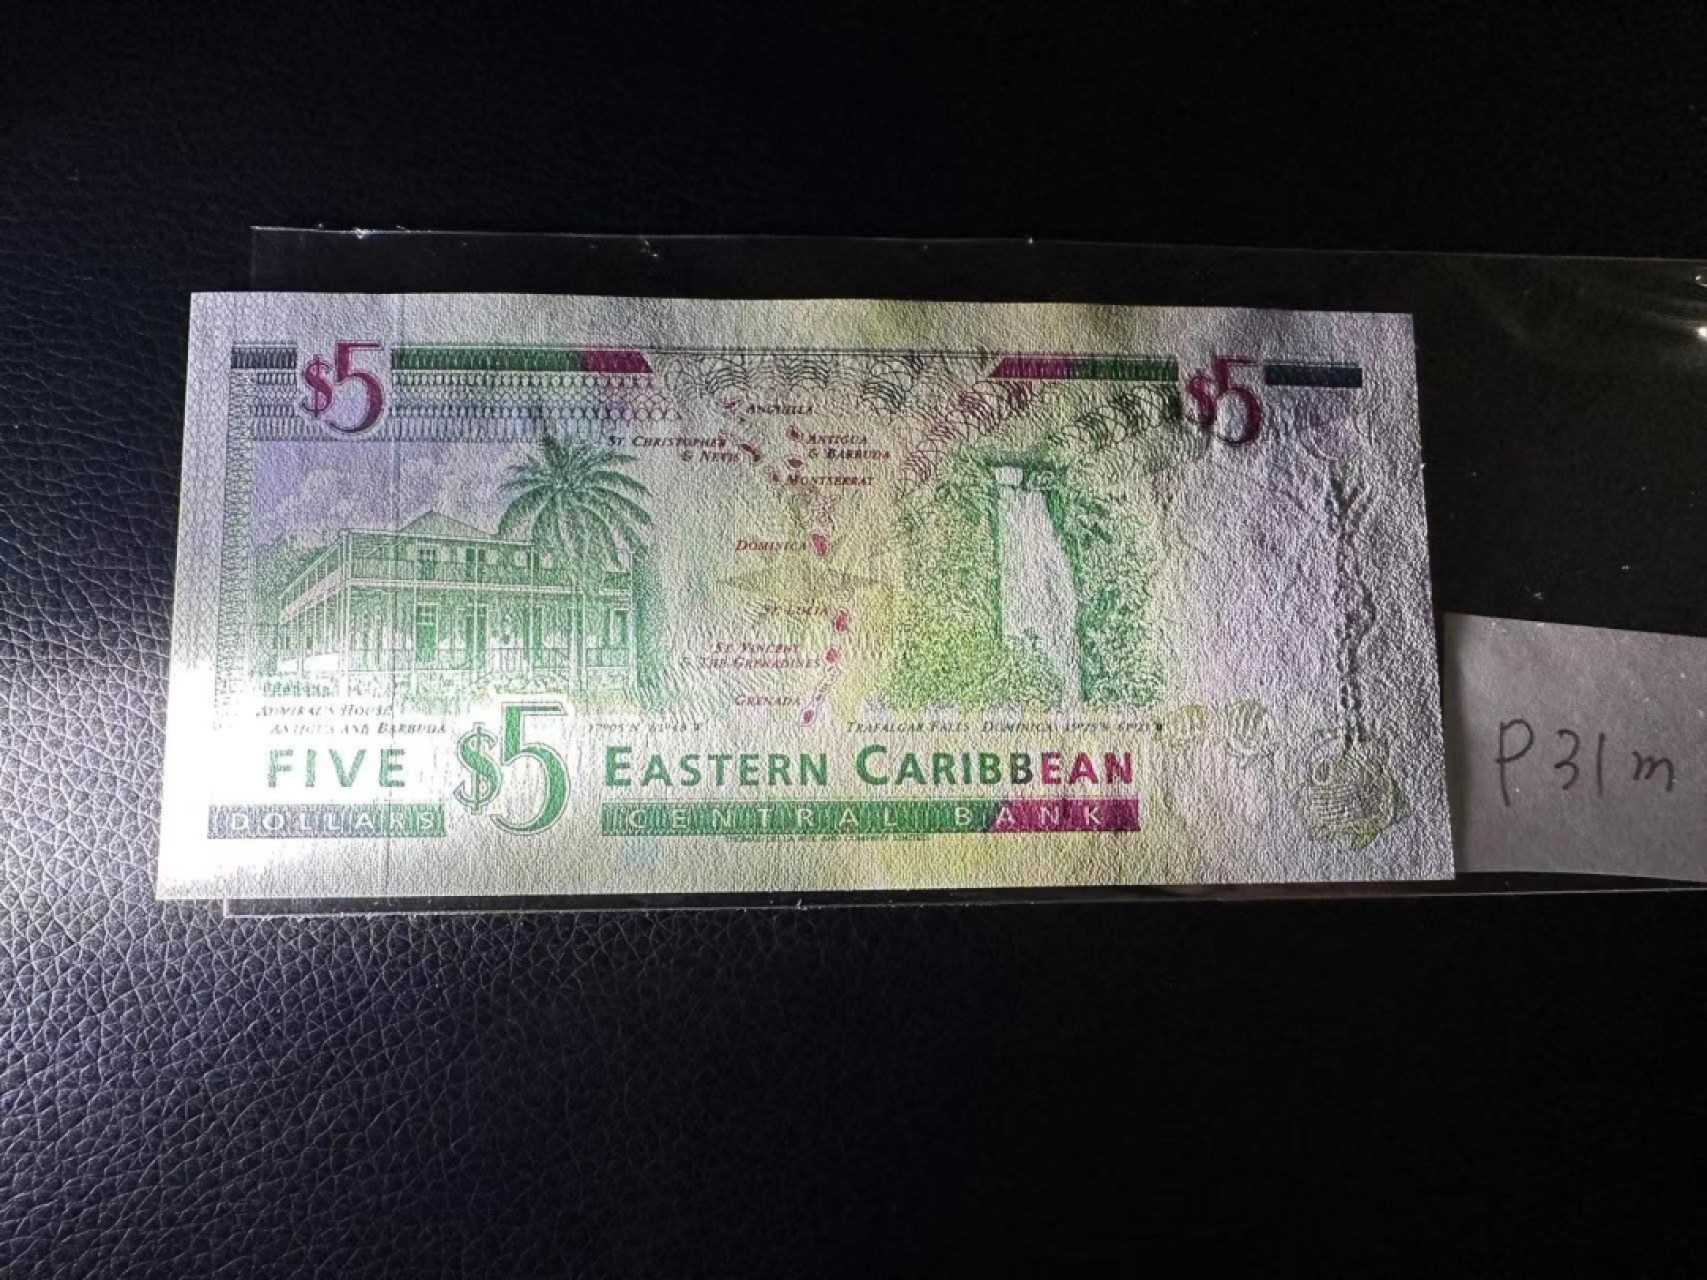 $5
$5
ANGUILLA
ST CHRISTOPHER
& NEVIS
ANTIGUA
& BARBUDA
MONTSERRAT
DOMINICA
ST LUCIA
ST VINCENT
& THE GRENADINES
GRENADA
ADMIRAL'S HOUSE,
ANTIGUA AND BARBUDA
TRAFALGAR FALLS DOMINICA
FIVE $5 EASTERN CARIBBEAN
DOLLARS CENTRAL BANK
P31m